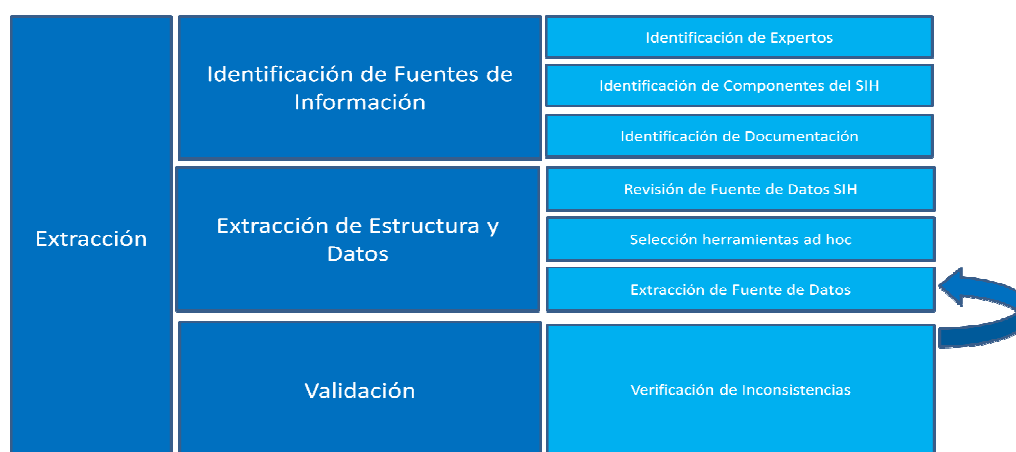 Extracción
Identificación de Fuentes de
Información
Identificación de Expertos
Identificación de Componentes del SIH
Identificación de Documentación
Extracción de Estructura y
Datos
Revisión de Fuente de Datos SIH
Selección herramientas ad hoc
Extracción de Fuente de Datos
Validación
Verificación de Inconsistencias